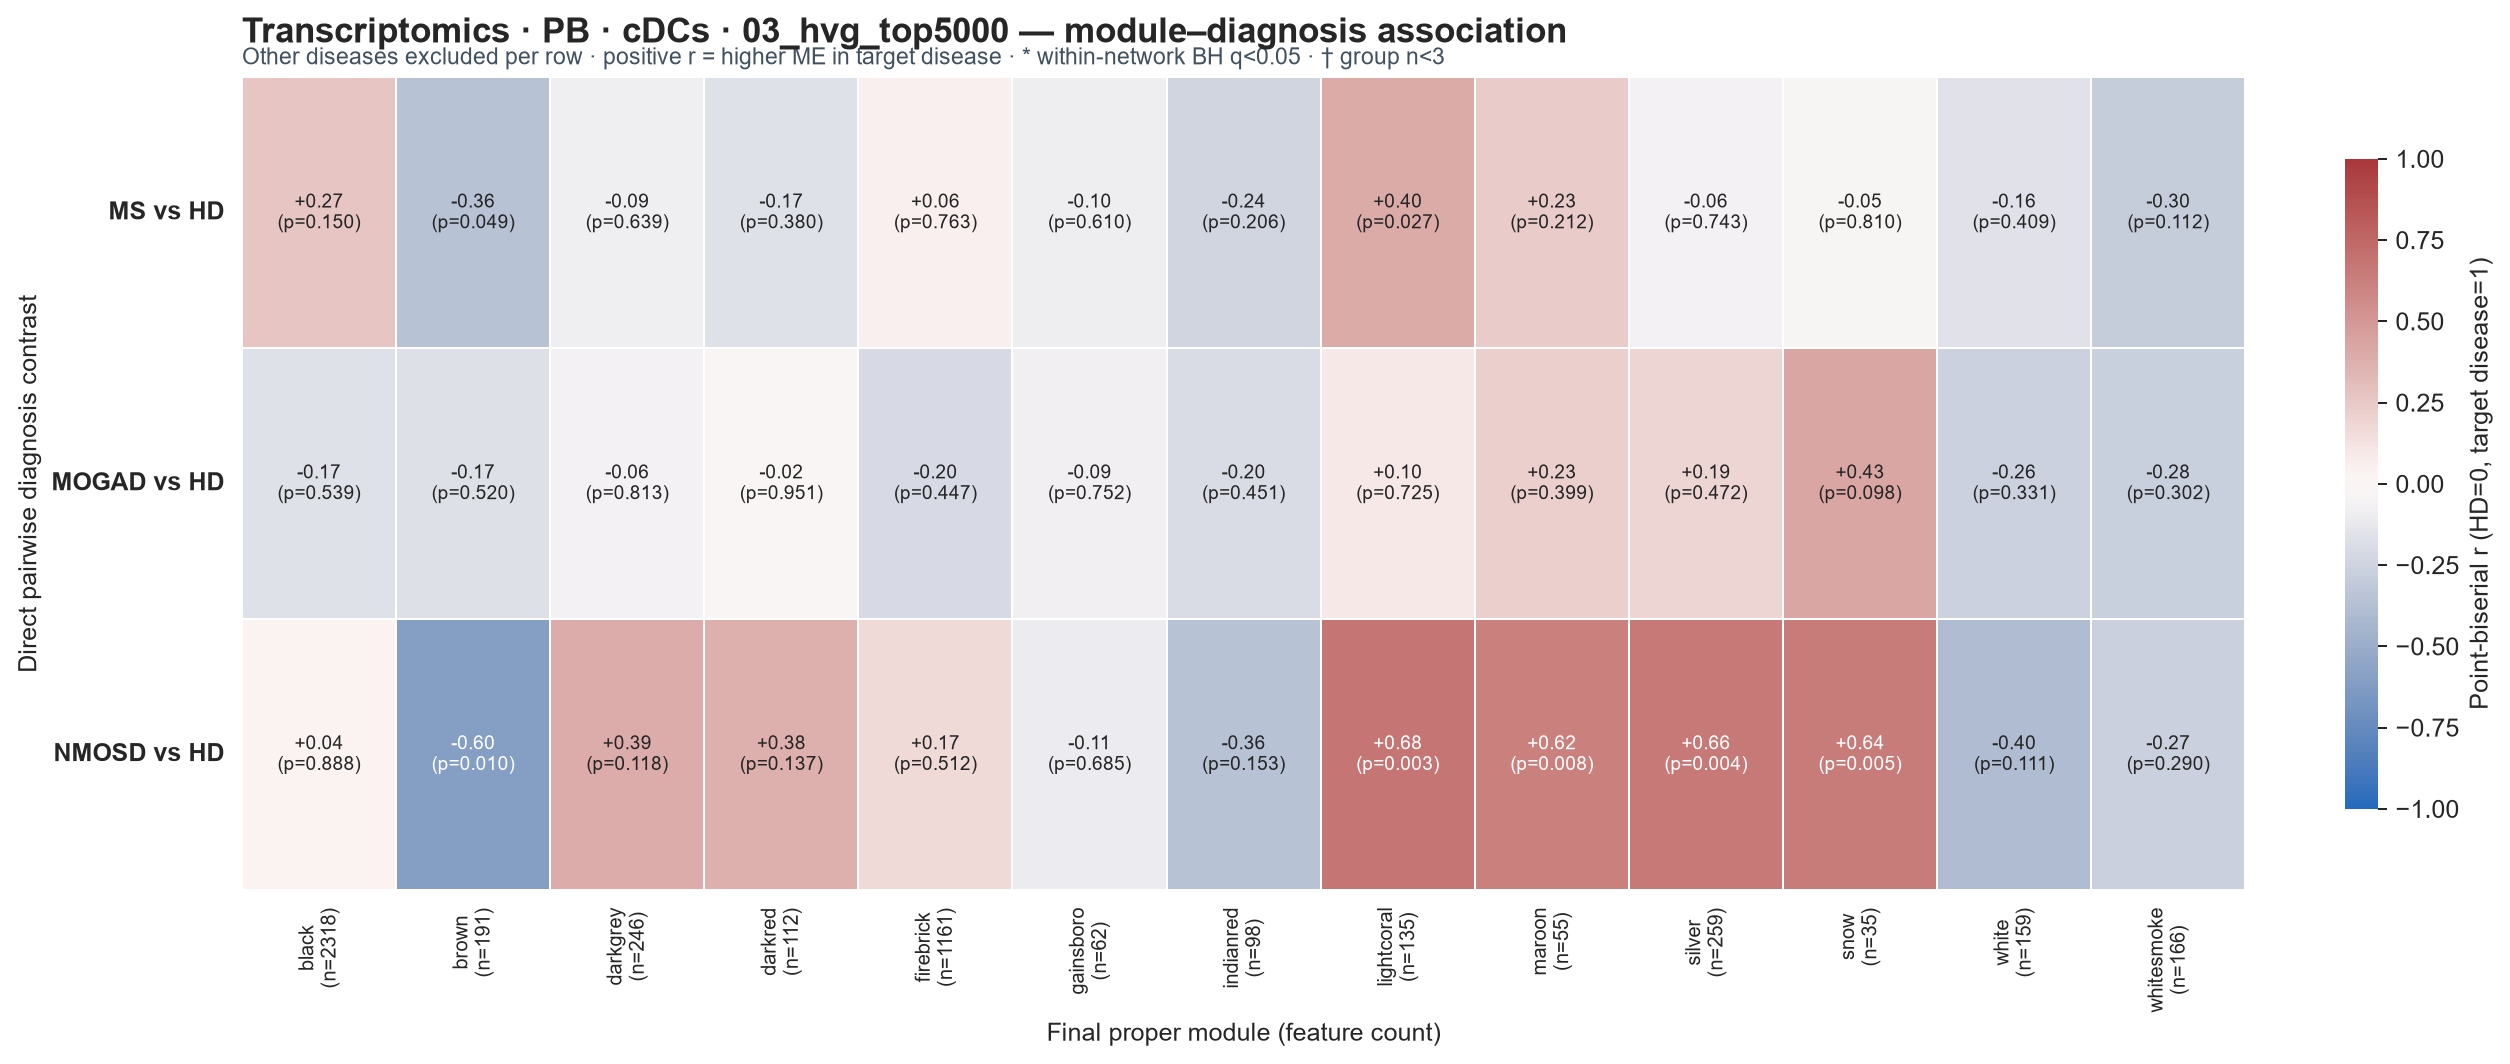 Transcriptomics · PB · cDCs · 03_hvg_top5000 — module–diagnosis association
Other diseases excluded per row · positive r = higher ME in target disease · * within-network BH q<0.05 · † group n<3
Direct pairwise diagnosis contrast
MS vs HD
+0.27 -0.36 -0.09 -0.17 +0.06 -0.10 -0.24 +0.40 +0.23 -0.06 -0.05 -0.16 -0.30
(p=0.150) (p=0.049) (p=0.639) (p=0.380) (p=0.763) (p=0.610) (p=0.206) (p=0.027) (p=0.212) (p=0.743) (p=0.810) (p=0.409) (p=0.112)
MOGAD vs HD
-0.17 -0.17 -0.06 -0.02 -0.20 -0.09 -0.20 +0.10 +0.23 +0.19 +0.43 -0.26 -0.28
(p=0.539) (p=0.520) (p=0.813) (p=0.951) (p=0.447) (p=0.752) (p=0.451) (p=0.725) (p=0.399) (p=0.472) (p=0.098) (p=0.331) (p=0.302)
NMOSD vs HD
+0.04 -0.60 +0.39 +0.38 +0.17 -0.11 -0.36 +0.68 +0.62 +0.66 +0.64 -0.40 -0.27
(p=0.888) (p=0.010) (p=0.118) (p=0.137) (p=0.512) (p=0.685) (p=0.153) (p=0.003) (p=0.008) (p=0.004) (p=0.005) (p=0.111) (p=0.290)
black
(n=2318)
brown
(n=191)
darkgrey
(n=246)
darkred
(n=112)
firebrick
(n=1161)
gainsboro
(n=62)
indianred
(n=98)
lightcoral
(n=135)
maroon
(n=55)
silver
(n=259)
snow
(n=35)
white
(n=159)
whitesmoke
(n=166)
Final proper module (feature count)
1.00
0.75
0.50
0.25
0.00
−0.25
−0.50
−0.75
−1.00
Point-biserial r (HD=0, target disease=1)